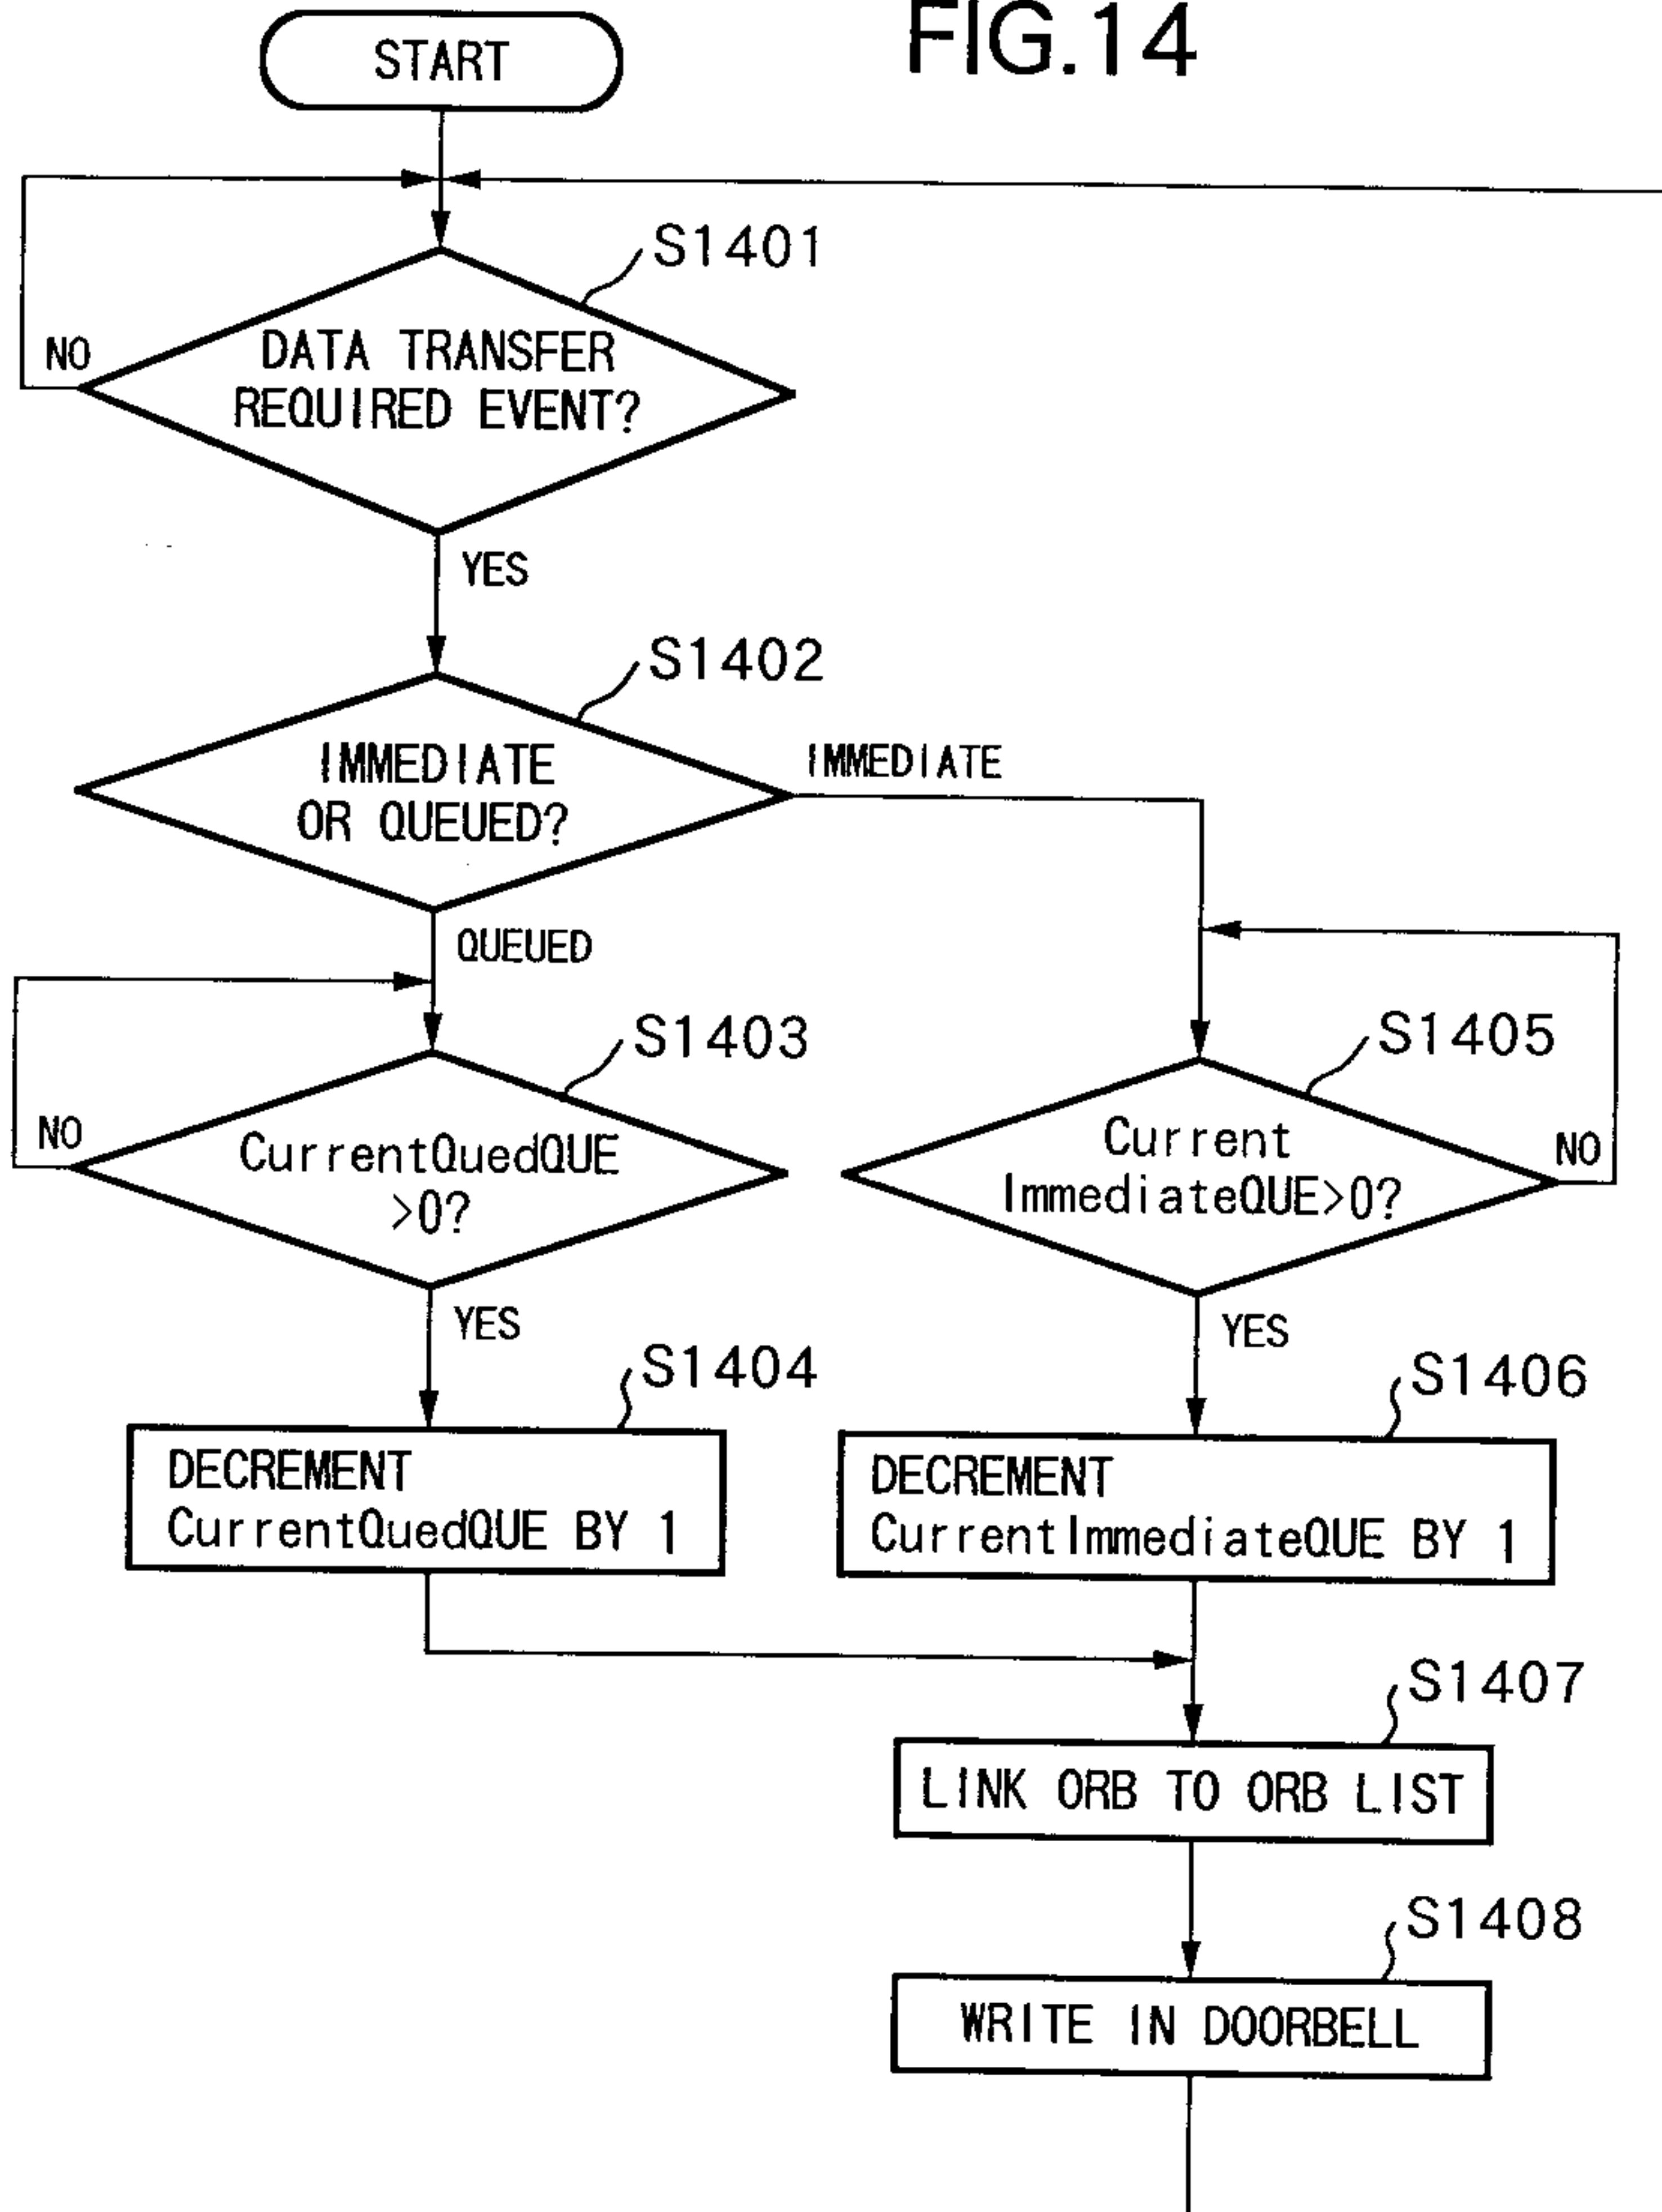 FIG.14
START
S1401
DATA TRANSFER
REQUIRED EVENT?
NO
YES
S1402
IMMEDIATE
OR QUEUED?
IMMEDIATE
QUEUED
S1403
CurrentQuedQUE
>0?
NO
YES
S1405
Current
ImmediateQUE>0?
NO
YES
S1404
DECREMENT
CurrentQuedQUE BY 1
S1406
DECREMENT
CurrentImmediateQUE BY 1
S1407
LINK ORB TO ORB LIST
S1408
WRITE IN DOORBELL